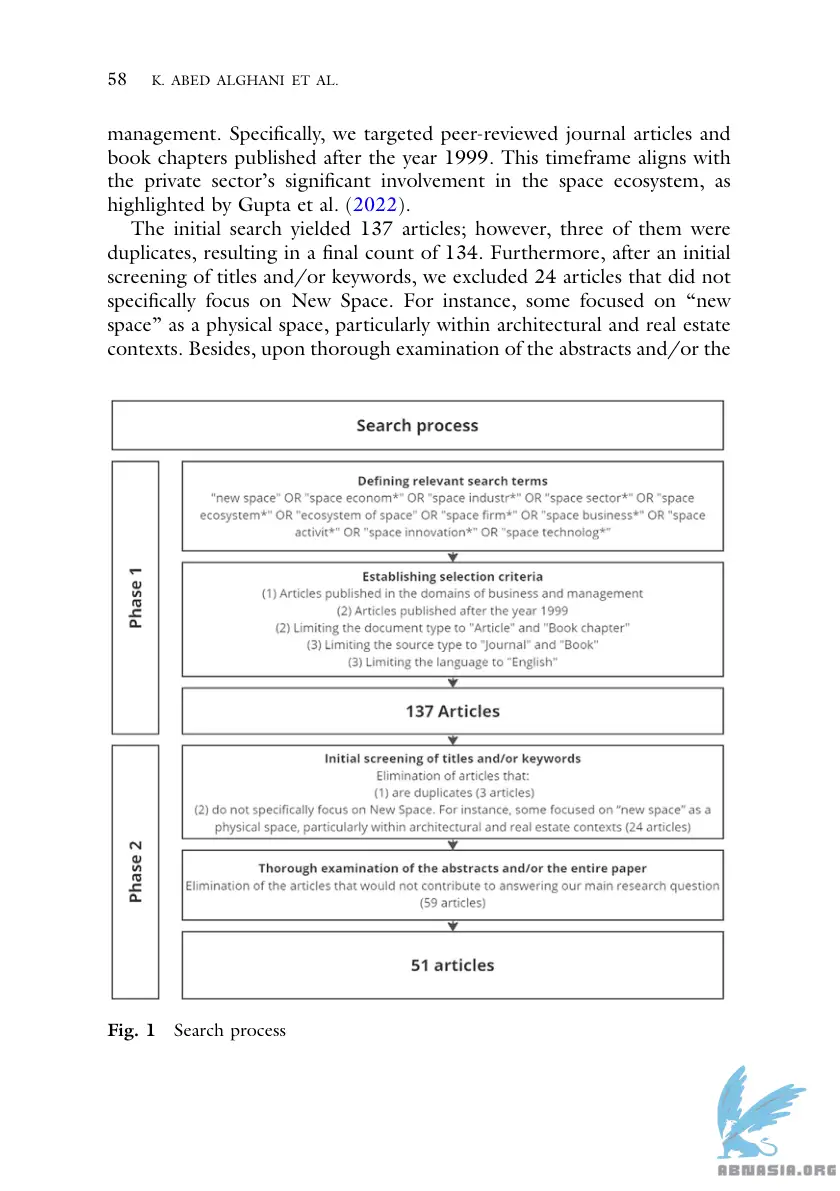 58 K. ABED ALGHANI ET AL.
management. Specifically, we targeted peer-reviewed journal articles and
book chapters published after the year 1999. This timeframe aligns with
the private sector's significant involvement in the space ecosystem, as
highlighted by Gupta et al. (2022).
The initial search yielded 137 articles; however, three of them were
duplicates, resulting in a final count of 134. Furthermore, after an initial
screening of titles and/or keywords, we excluded 24 articles that did not
specifically focus on New Space. For instance, some focused on “new
space” as a physical space, particularly within architectural and real estate
contexts. Besides, upon thorough examination of the abstracts and/or the
Search process
Phase 1
Defining relevant search terms
"new space" OR "space econom*" OR "space industr*" OR "space sector*" OR "space
ecosystem*" OR "ecosystem of space" OR "space firm*" OR "space business*" OR "space
activit*" OR "space innovation*" OR "space technolog*"
Establishing selection criteria
(1) Articles published in the domains of business and management
(2) Articles published after the year 1999
(2) Limiting the document type to "Article" and "Book chapter"
(3) Limiting the source type to "Journal" and "Book"
(3) Limiting the language to "English"
137 Articles
Phase 2
Initial screening of titles and/or keywords
Elimination of articles that:
(1) are duplicates (3 articles)
(2) do not specifically focus on New Space. For instance, some focused on “new space” as a
physical space, particularly within architectural and real estate contexts (24 articles)
Thorough examination of the abstracts and/or the entire paper
Elimination of the articles that would not contribute to answering our main research question
(59 articles)
51 articles
Fig. 1 Search process
ABNASIA.ORG